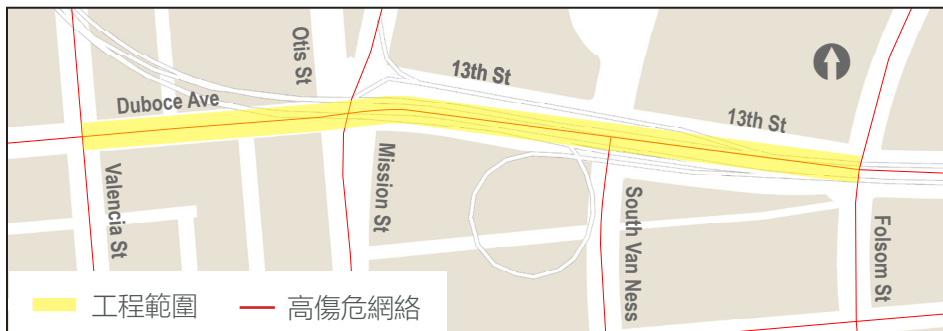 Otis St
13th St
Duboce Ave
13th St
Valencia St
Mission St
South Van Ness
Folsom St
工程範圍
高傷危網絡